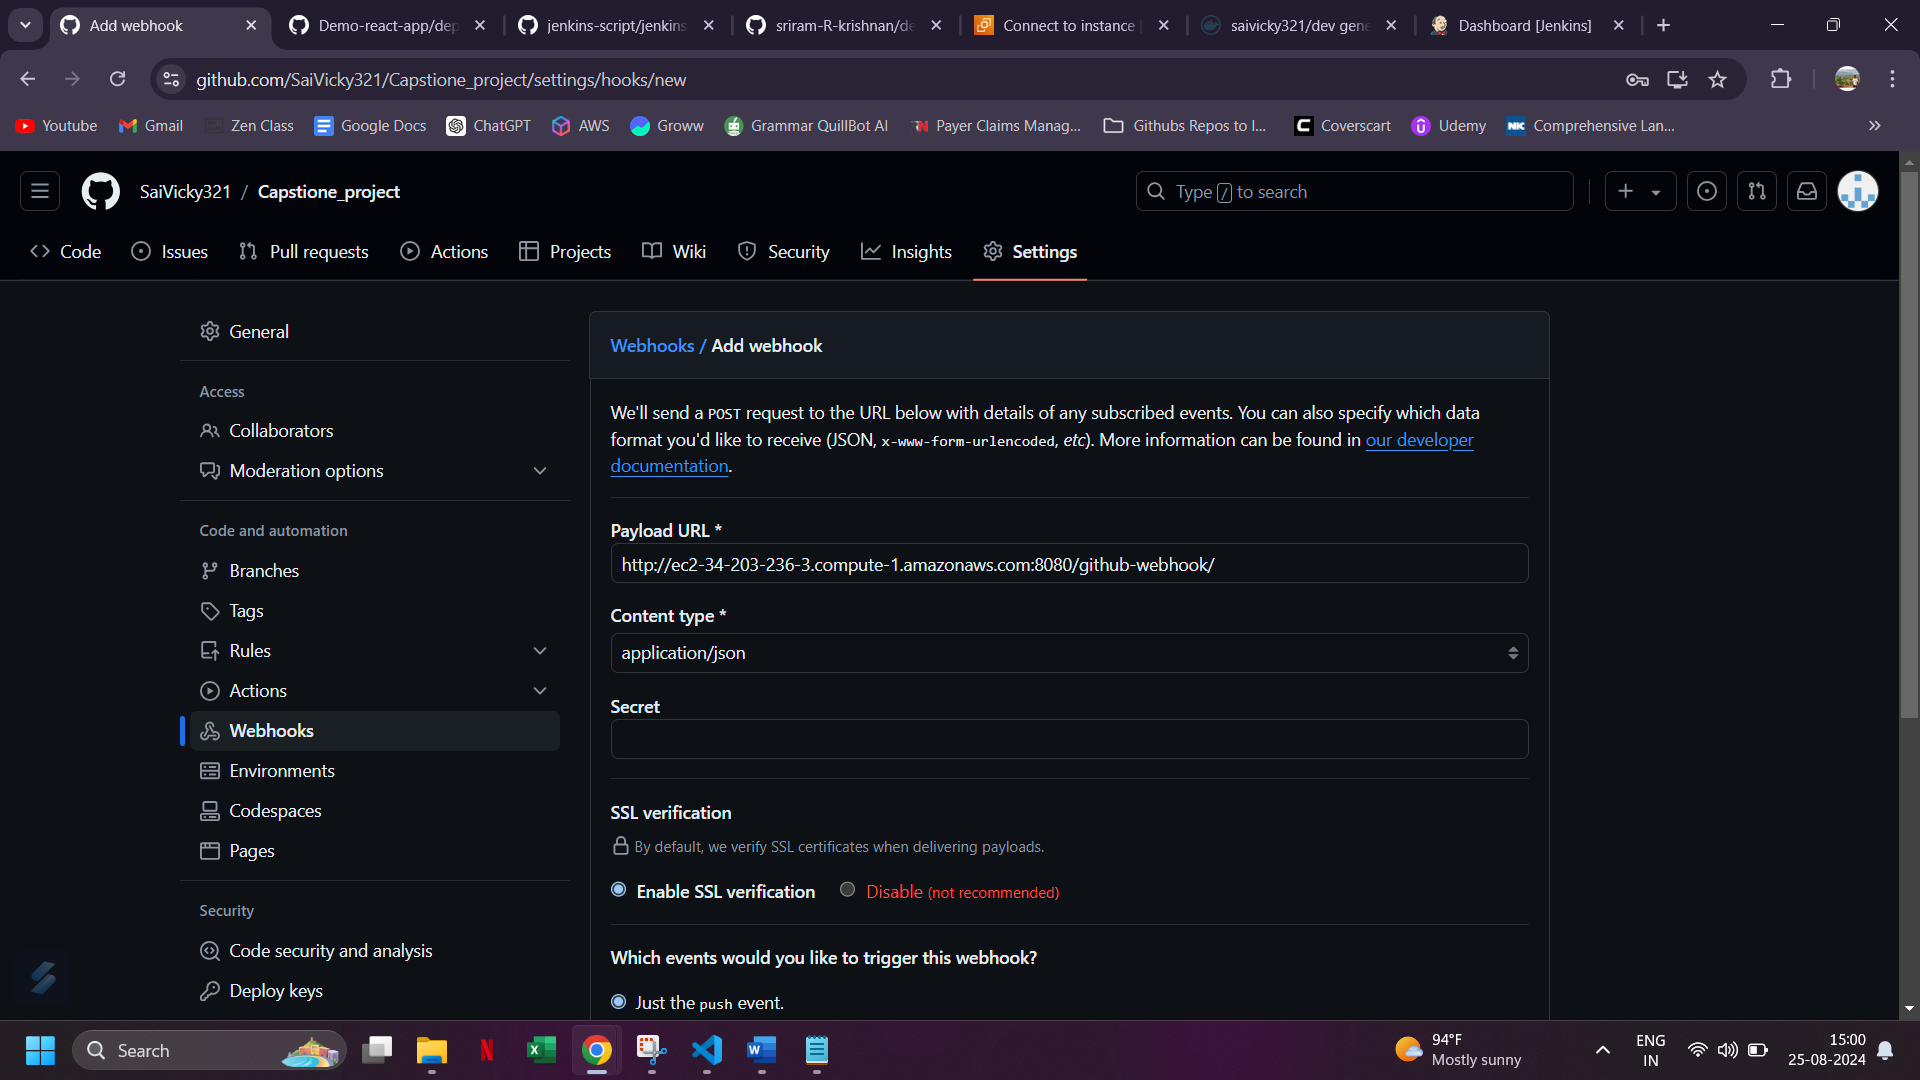 Add webhook
Demo-react-app/dep
jenkins-script/jenkins
sriram-R-krishnan/de
Connect to instance
saivicky321/dev gene
Dashboard [Jenkins]
github.com/SaiVicky321/Capstione_project/settings/hooks/new
Youtube
Gmail
Zen Class
Google Docs
ChatGPT
AWS
Groww
Grammar QuillBot AI
Payer Claims Manag...
Githubs Repos to I...
Coverscart
Udemy
Comprehensive Lan...
SaiVicky321 / Capstione_project
Type / to search
Code
Issues
Pull requests
Actions
Projects
Wiki
Security
Insights
Settings
General
Access
Collaborators
Moderation options
Code and automation
Branches
Tags
Rules
Actions
Webhooks
Environments
Codespaces
Pages
Security
Code security and analysis
Deploy keys
Webhooks / Add webhook
We'll send a POST request to the URL below with details of any subscribed events. You can also specify which data
format you'd like to receive (JSON, x-www-form-urlencoded, etc). More information can be found in our developer
documentation.
Payload URL *
http://ec2-34-203-236-3.compute-1.amazonaws.com:8080/github-webhook/
Content type *
application/json
Secret
SSL verification
By default, we verify SSL certificates when delivering payloads.
Enable SSL verification
Disable (not recommended)
Which events would you like to trigger this webhook?
Just the push event.
Search
94°F
Mostly sunny
ENG
IN
15:00
25-08-2024